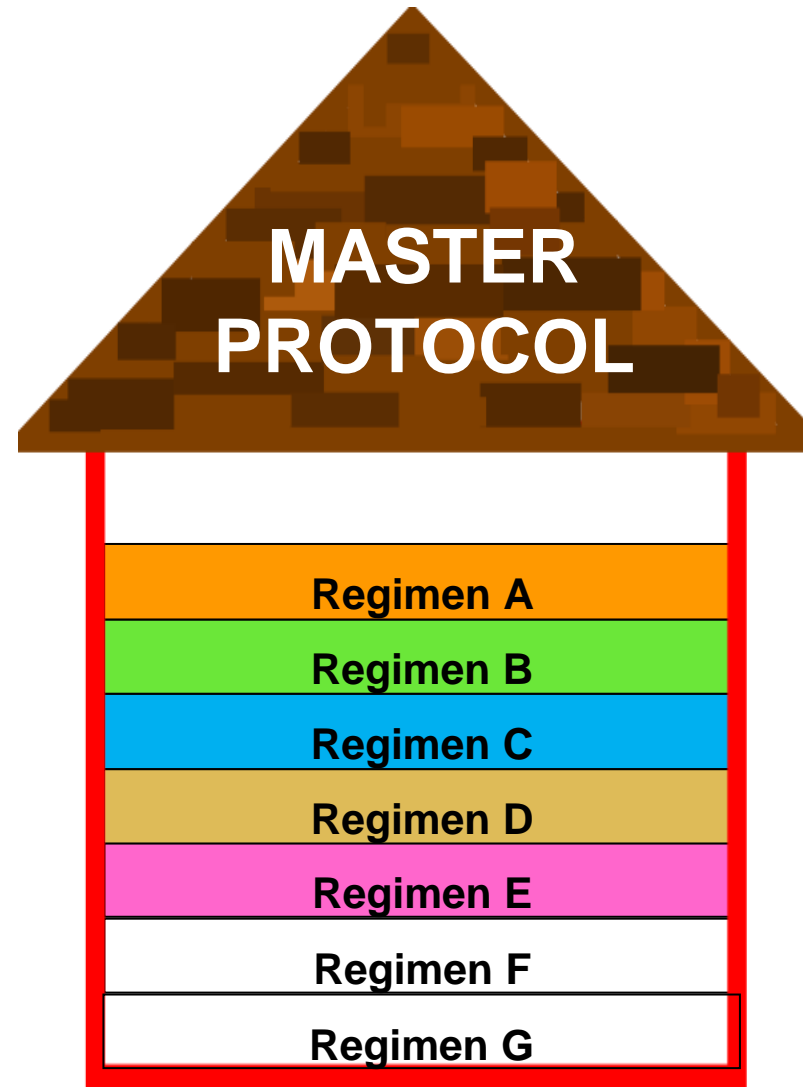 MASTER
PROTOCOL
Regimen A
Regimen B
Regimen C
Regimen D
Regimen E
Regimen F
Regimen G